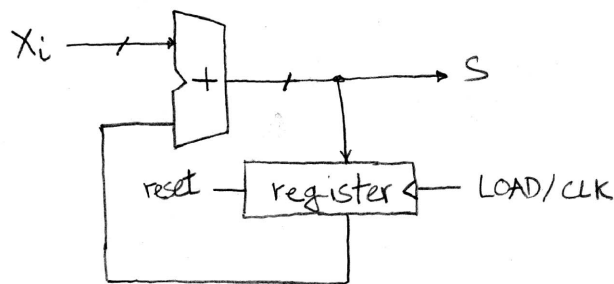 Xi
+
S
reset
register
LOAD/CLK